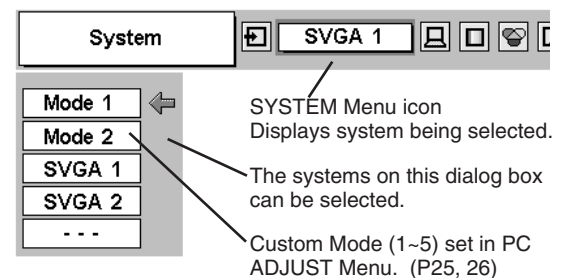 System
SVGA 1
Mode 1
Mode 2
SVGA 1
SVGA 2
- - -
SYSTEM Menu icon
Displays system being selected.
The systems on this dialog box
can be selected.
Custom Mode (1~5) set in PC
ADJUST Menu. (P25, 26)